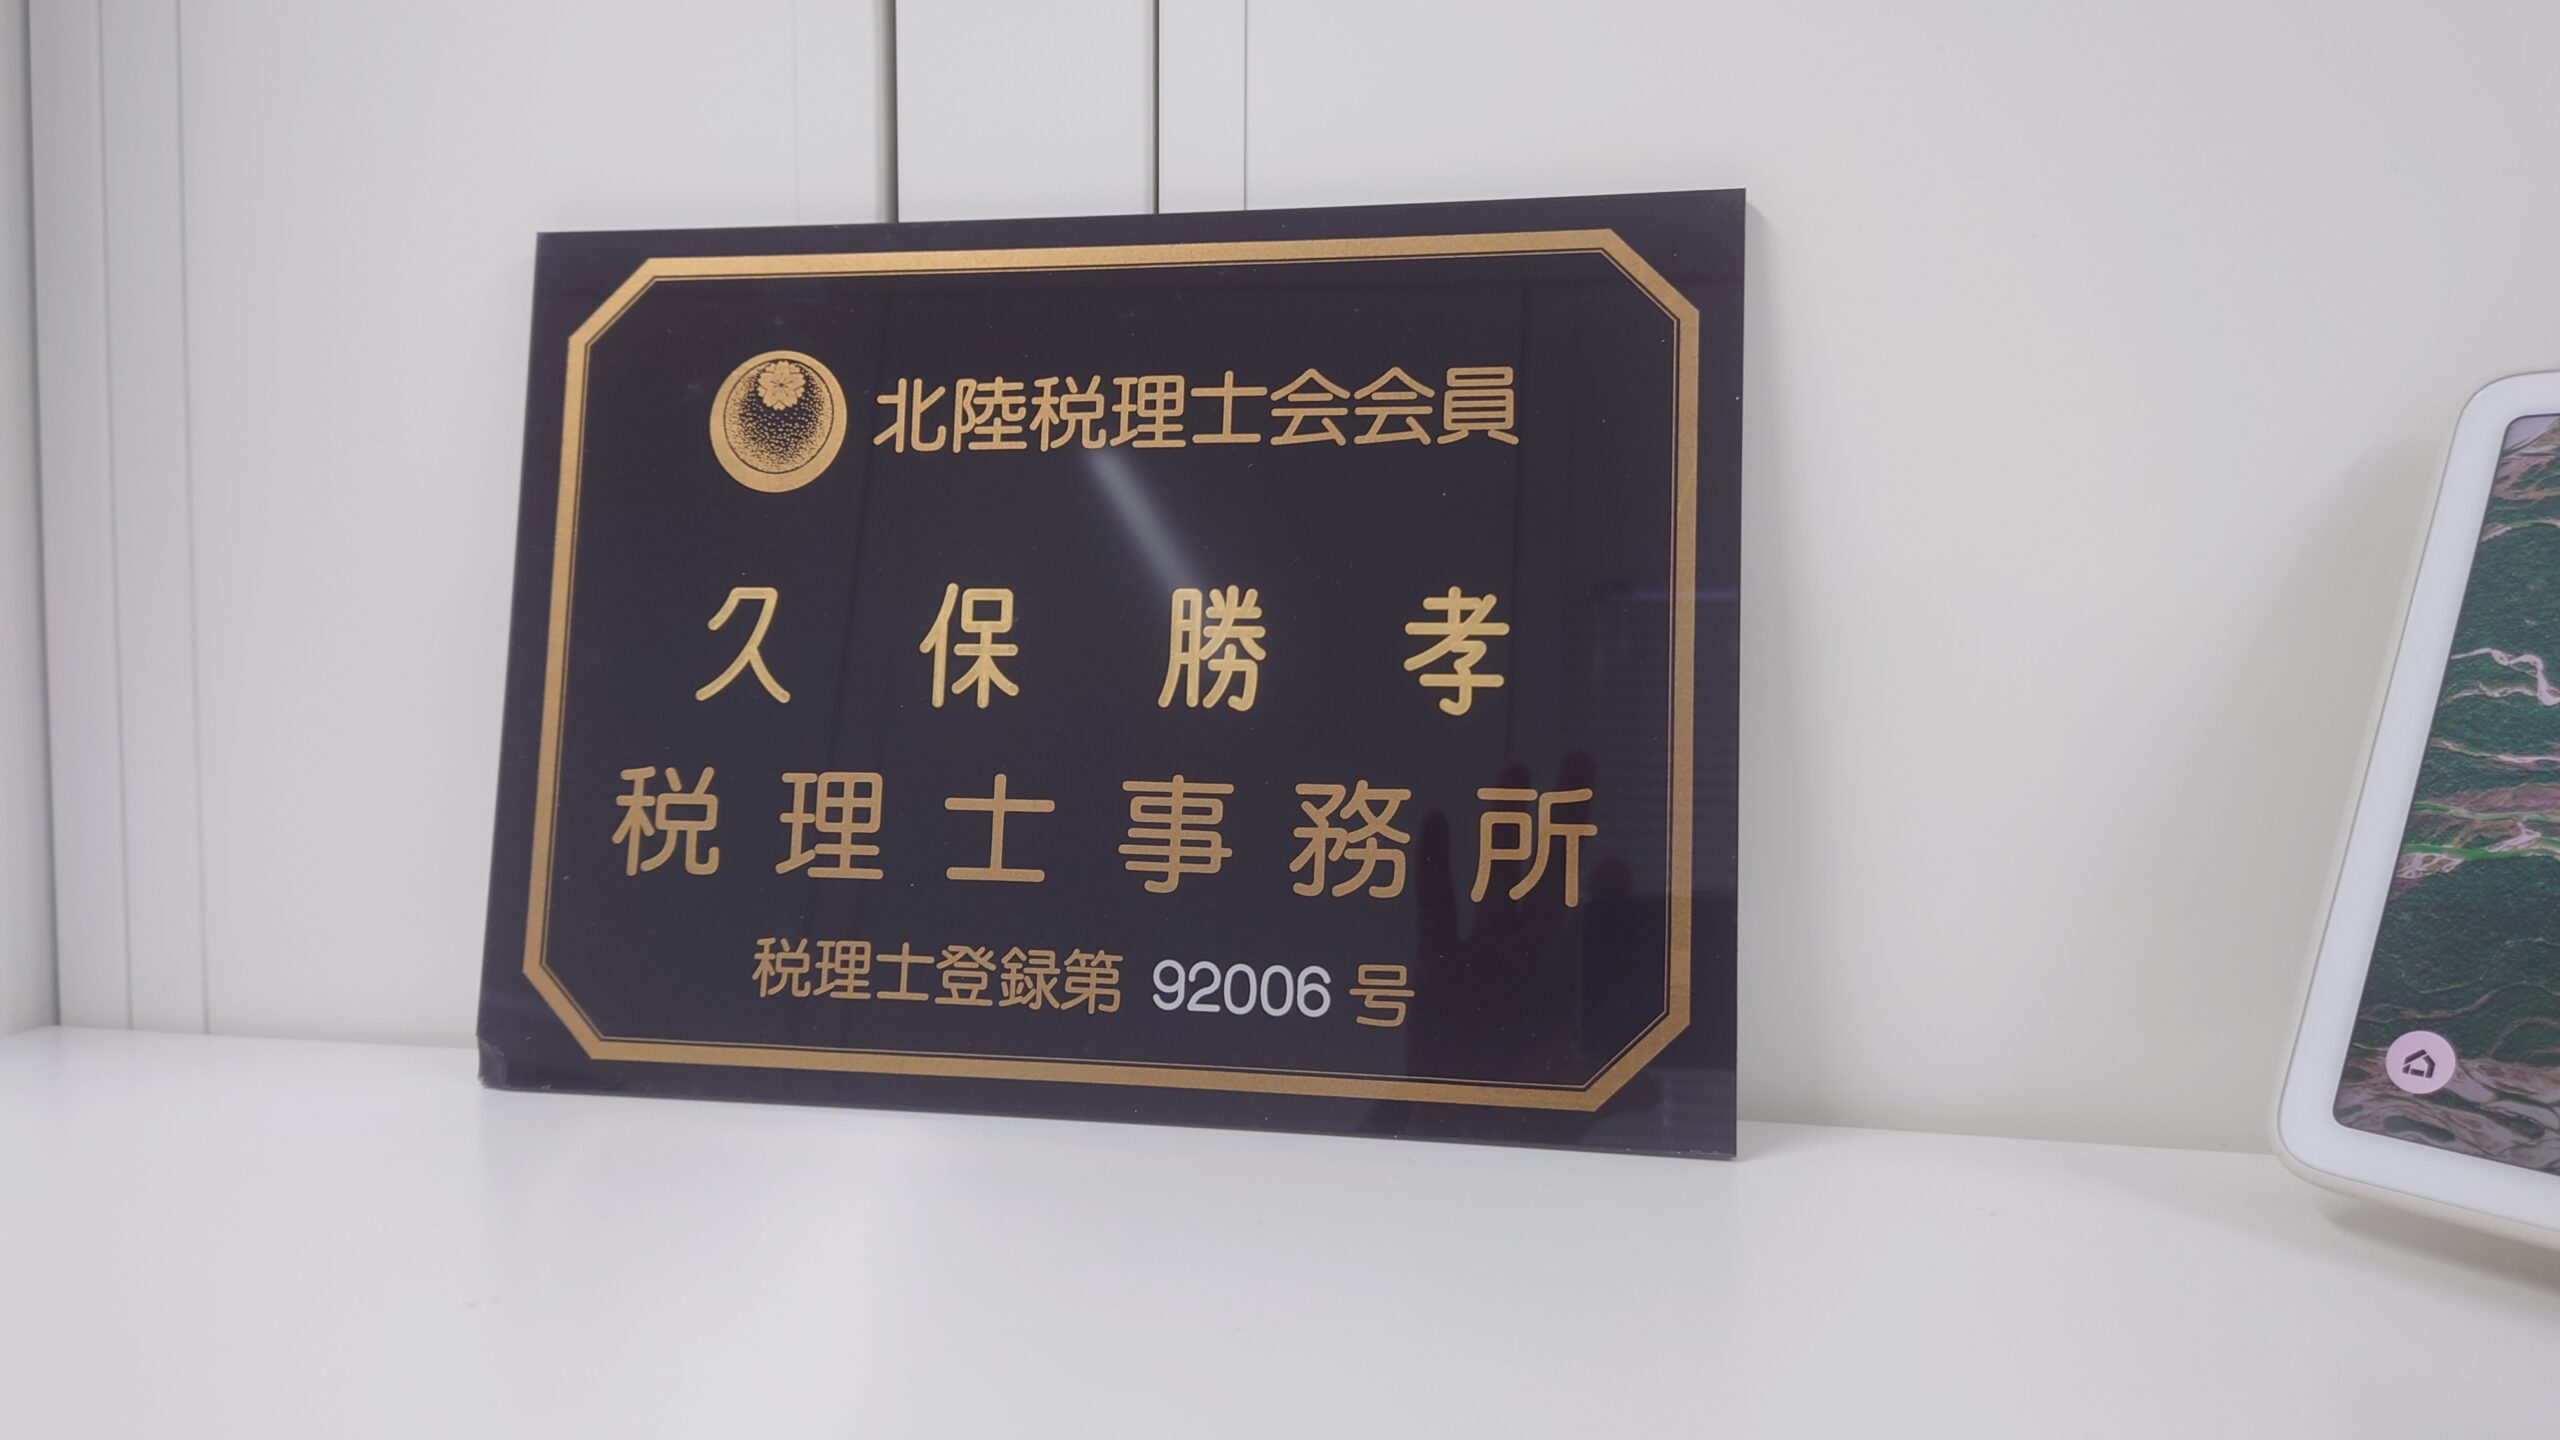 北陸税理士会会員
久保勝孝
税理士事務所
税理士登録第 92006 号